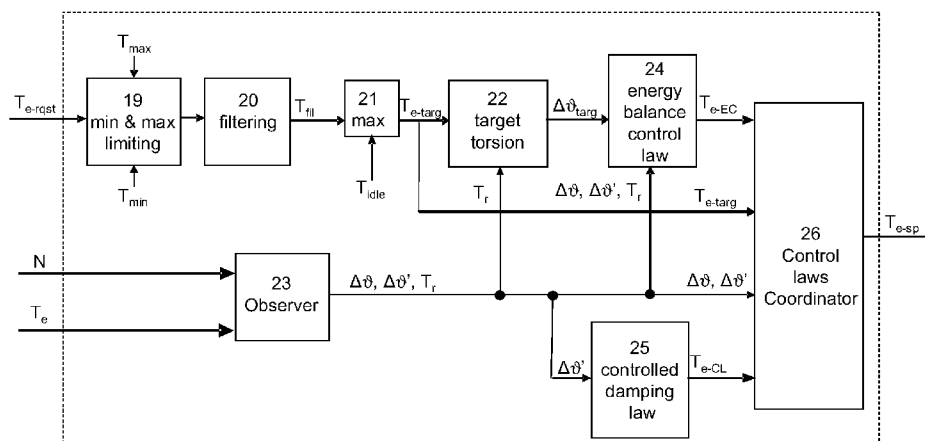 T_max
T_e-rqst
19
min & max
limiting
T_min
20
filtering
T_fil
21
max
T_idle
T_e-targ
22
target
torsion
T_r
Δϑ_targ
24
energy
balance
control
law
T_e-EC
Δϑ, Δϑ', T_r
T_e-targ
26
Control
laws
Coordinator
T_e-sp
N
T_e
23
Observer
Δϑ, Δϑ', T_r
Δϑ, Δϑ'
Δϑ'
25
controlled
damping
law
T_e-CL